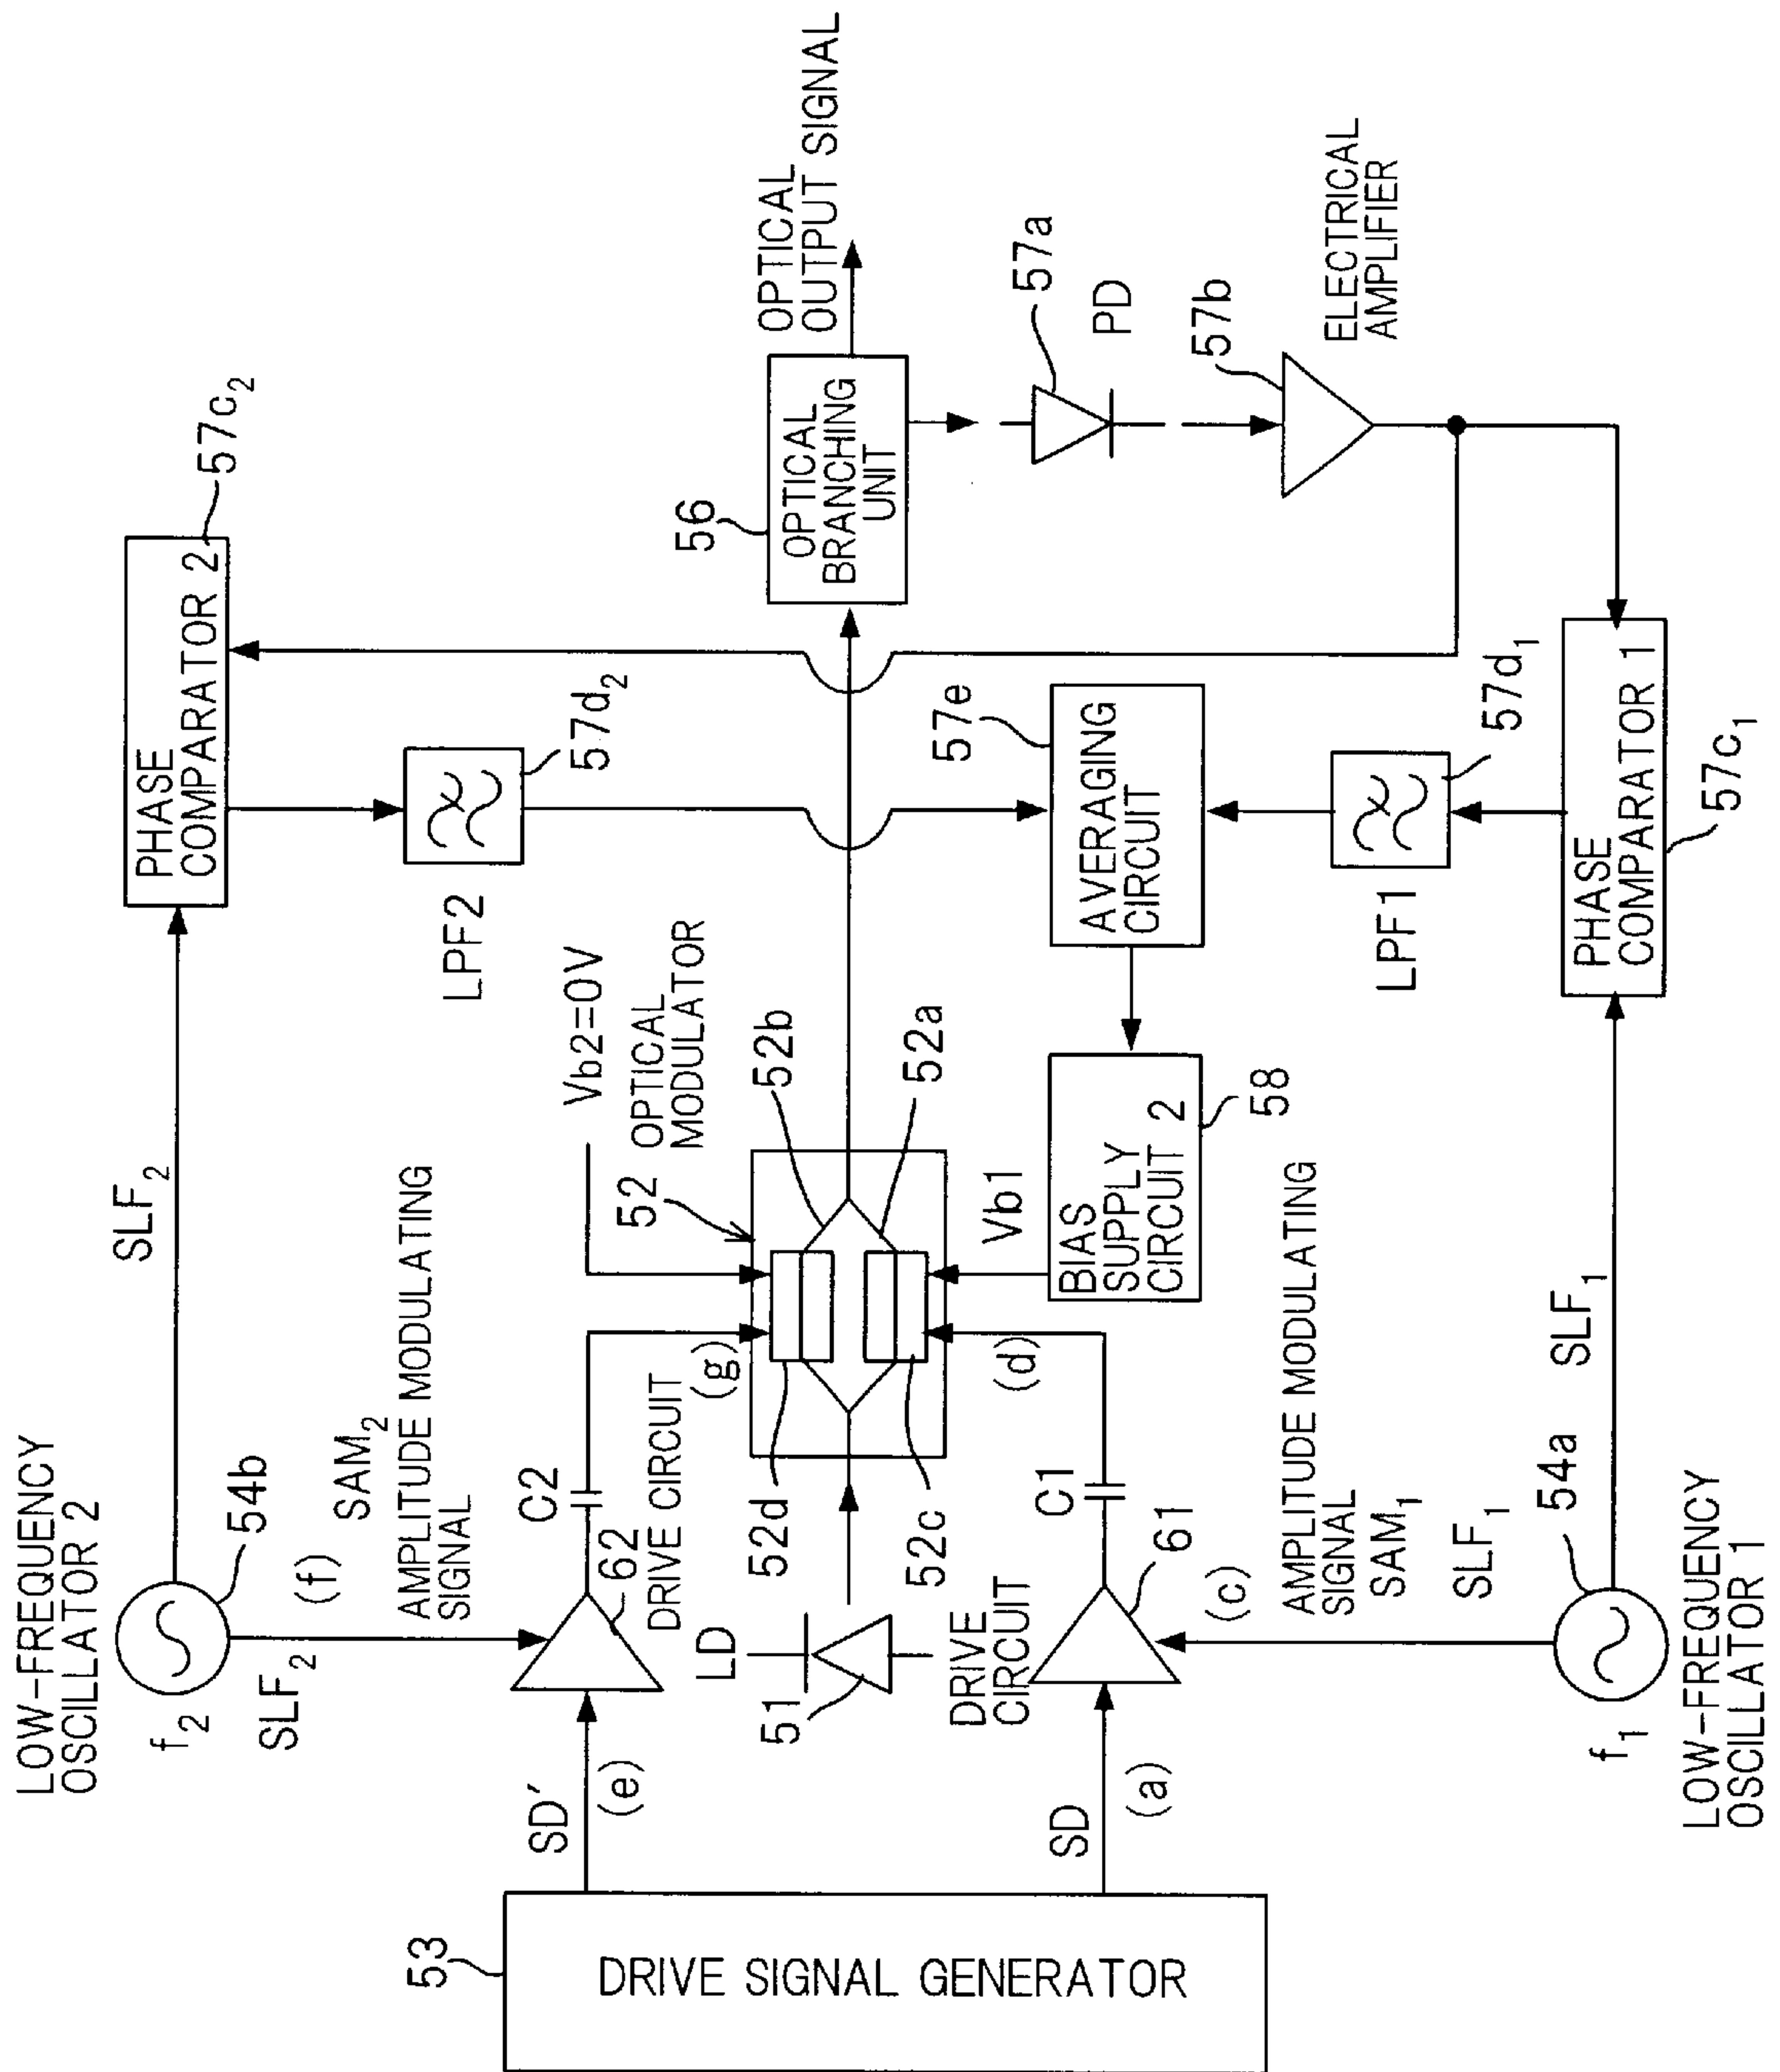 LOW-FREQUENCY
OSCILLATOR 2
f2
54b
SLF2
SLF2
(f)
SAM2
AMPLITUDE MODULATING
SIGNAL
PHASE
COMPARATOR 2
57c2
LPF2
57d2
SD'
(e)
62
DRIVE CIRCUIT
C2
(g)
Vb2=0V
52
OPTICAL
MODULATOR
52b
52a
52d
52c
53
DRIVE SIGNAL GENERATOR
LD
51
56
OPTICAL
BRANCHING
UNIT
OPTICAL
OUTPUT SIGNAL
57a
PD
57b
ELECTRICAL
AMPLIFIER
57e
AVERAGING
CIRCUIT
BIAS
SUPPLY
CIRCUIT 2
58
Vb1
(d)
C1
DRIVE
CIRCUIT
61
SD
(a)
(c)
AMPLITUDE MODULATING
SIGNAL
SAM1
SLF1
SLF1
54a
f1
LOW-FREQUENCY
OSCILLATOR 1
LPF1
57d1
PHASE
COMPARATOR 1
57c1